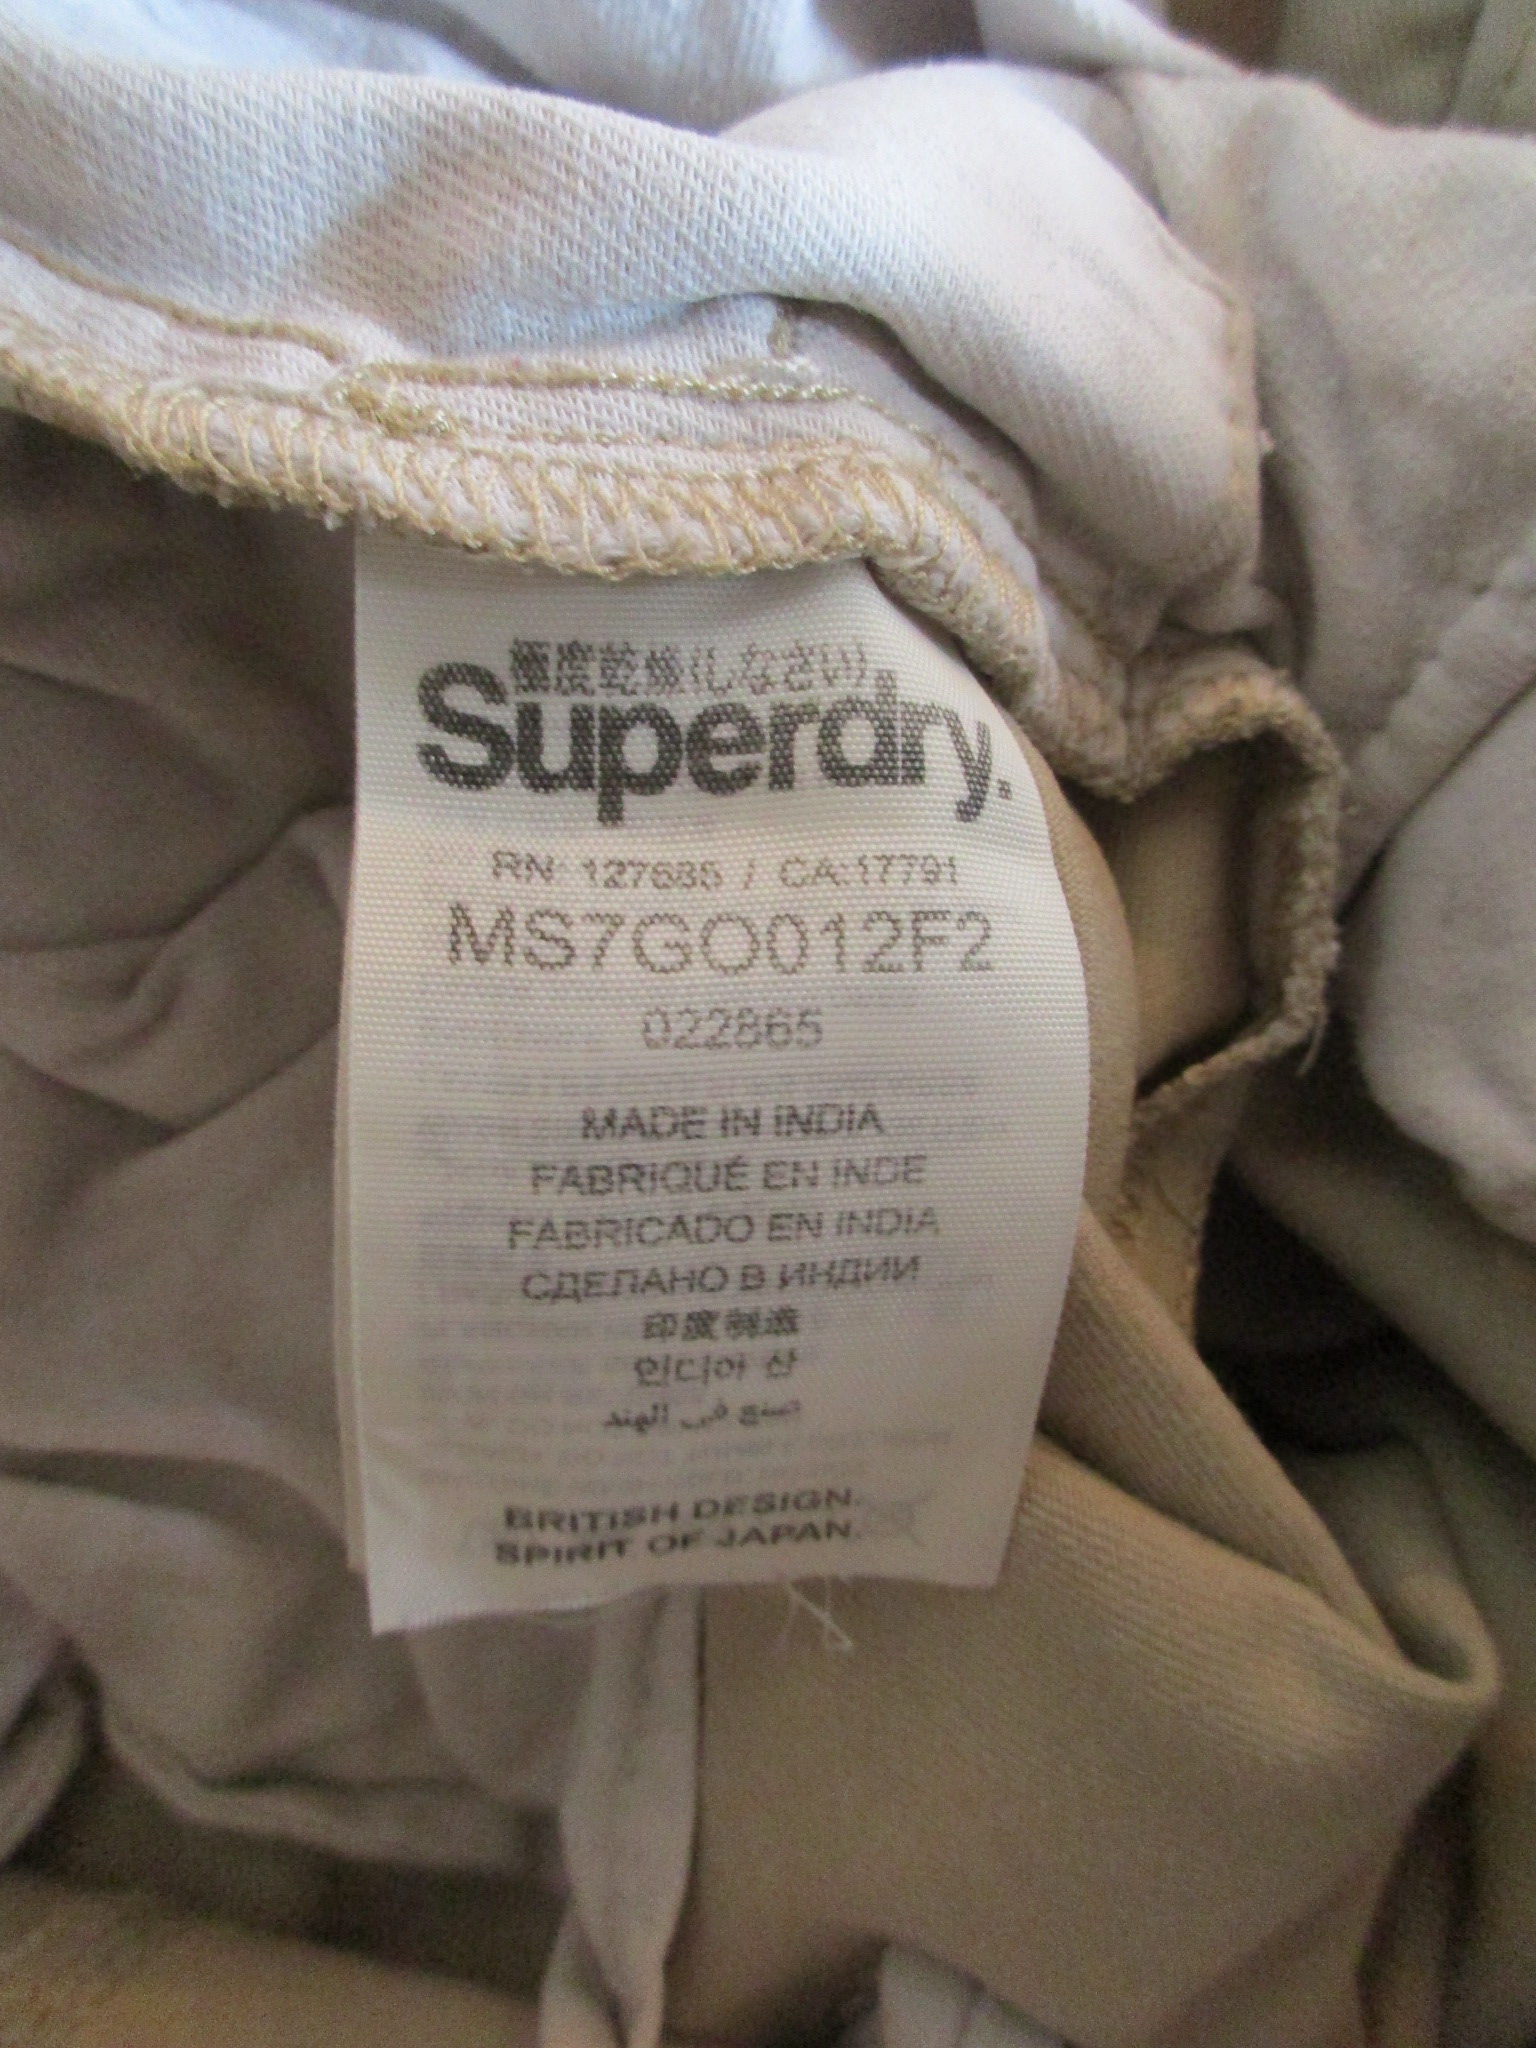 極度乾燥(しなさい)
Superdry.
RN: 127685 / CA:17791
MS7GO012F2
022865
MADE IN INDIA
FABRIQUÉ EN INDE
FABRICADO EN INDIA
СДЕЛАНО В ИНДИИ
印度制造
인디아 산
صنع في الهند
BRITISH DESIGN.
SPIRIT OF JAPAN.